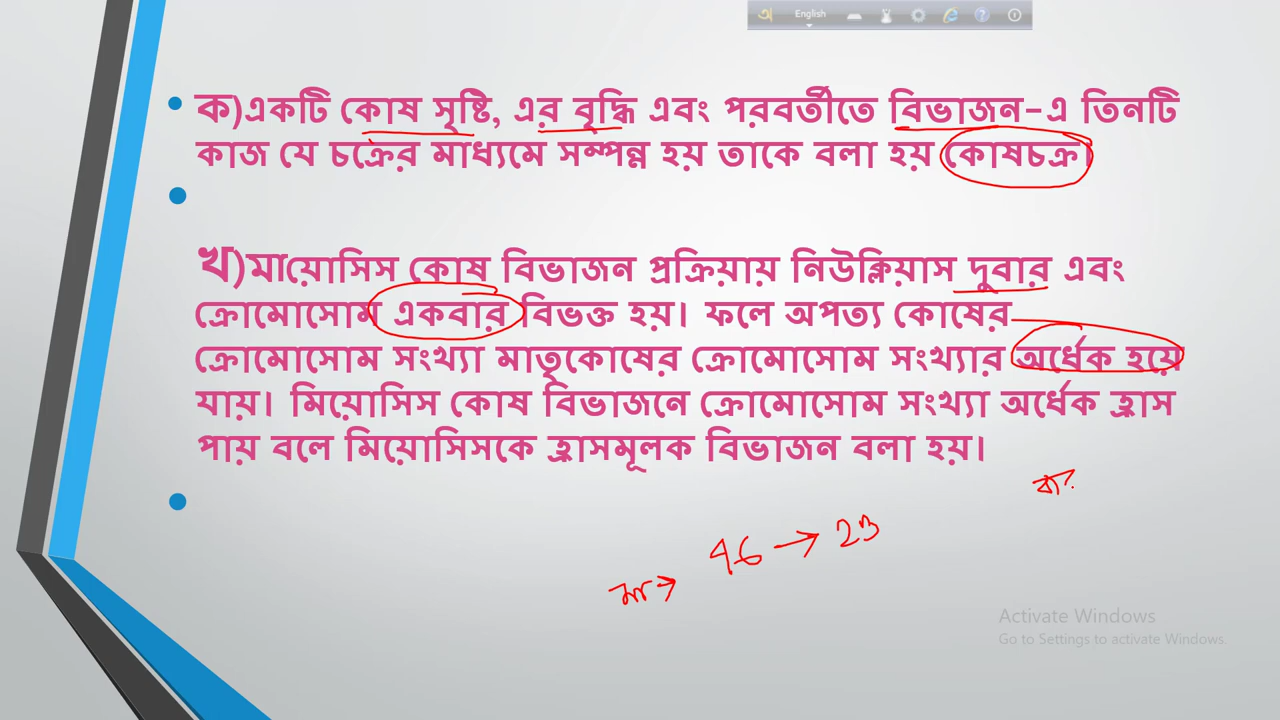 English
ক)একটি কোষ সৃষ্টি, এর বৃদ্ধি এবং পরবর্তীতে বিভাজন-এ তিনটি
কাজ যে চক্রের মাধ্যমে সম্পন্ন হয় তাকে বলা হয় কোষচক্র।
খ)মায়োসিস কোষ বিভাজন প্রক্রিয়ায় নিউক্লিয়াস দুবার এবং
ক্রোমোসোম একবার বিভক্ত হয়। ফলে অপত্য কোষের
ক্রোমোসোম সংখ্যা মাতৃকোষের ক্রোমোসোম সংখ্যার অর্ধেক হয়ে
যায়। মিয়োসিস কোষ বিভাজনে ক্রোমোসোম সংখ্যা অর্ধেক হ্রাস
পায় বলে মিয়োসিসকে হ্রাসমূলক বিভাজন বলা হয়।
46 → 23
Activate Windows
Go to Settings to activate Windows.